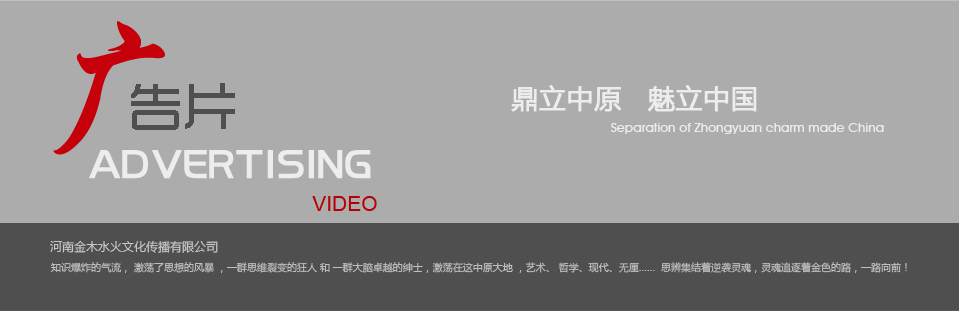 广告片
ADVERTISING
VIDEO
鼎立中原 魅立中国
Separation of Zhongyuan charm made China
河南金木水火文化传播有限公司
知识爆炸的气流， 激荡了思想的风暴 ，一群思维裂变的狂人 和 一群大脑卓越的绅士，激荡在这中原大地 ，艺术、 哲学、现代、无厘...... 思辨集结着逆袭灵魂，灵魂追逐着金色的路，一路向前！